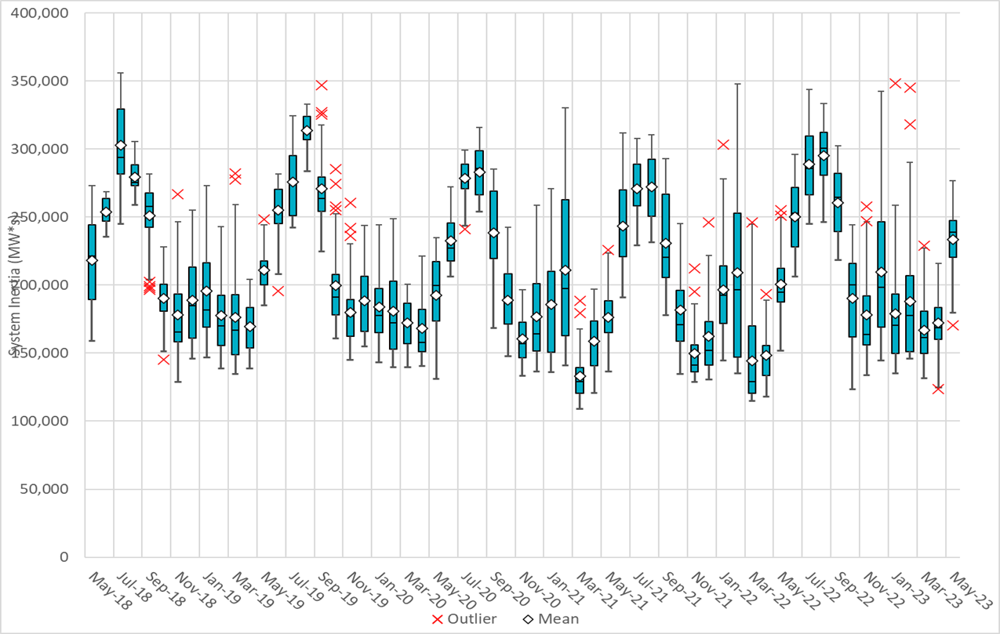 400,000
350,000
300,000
250,000
200,000
150,000
100,000
50,000
0
System Inertia (MW*s)
May-18
Jul-18
Sep-18
Nov-18
Jan-19
Mar-19
May-19
Jul-19
Sep-19
Nov-19
Jan-20
Mar-20
May-20
Jul-20
Sep-20
Nov-20
Jan-21
Mar-21
May-21
Jul-21
Sep-21
Nov-21
Jan-22
Mar-22
May-22
Jul-22
Sep-22
Nov-22
Jan-23
Mar-23
May-23
Outlier
Mean